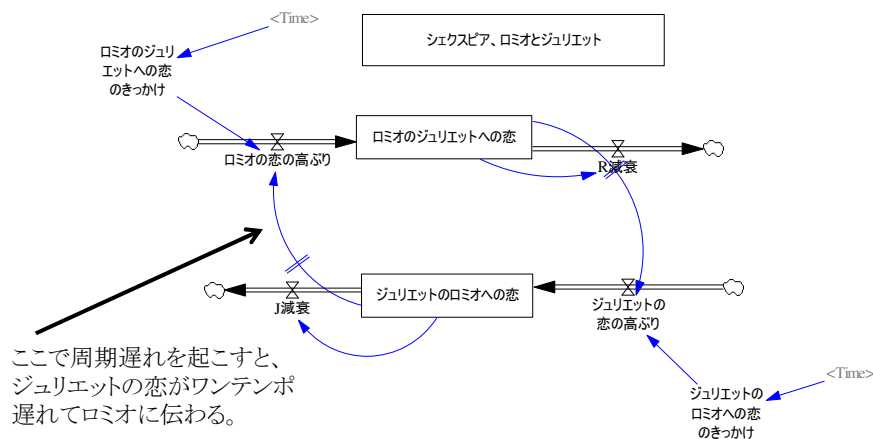 <Time>
シェクスピア、ロミオとジュリエット
ロミオのジュリ
エットへの恋
のきっかけ
ロミオのジュリエットへの恋
ロミオの恋の高ぶり
R減衰
ジュリエットのロミオへの恋
J減衰
ジュリエットの
恋の高ぶり
ここで周期遅れを起こすと、
ジュリエットの恋がワンテンポ
遅れてロミオに伝わる。
<Time>
ジュリエットの
ロミオへの恋
のきっかけ